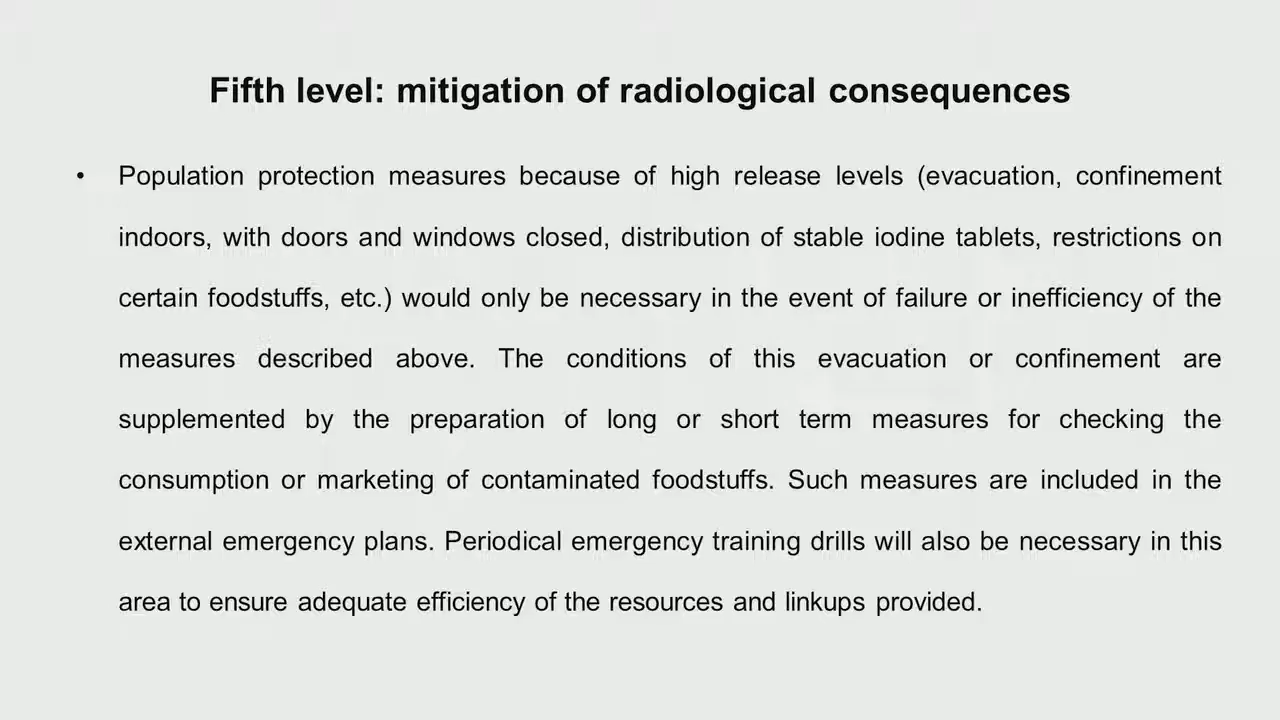 Fifth level: mitigation of radiological consequences
• Population protection measures because of high release levels (evacuation, confinement
indoors, with doors and windows closed, distribution of stable iodine tablets, restrictions on
certain foodstuffs, etc.) would only be necessary in the event of failure or inefficiency of the
measures described above. The conditions of this evacuation or confinement are
supplemented by the preparation of long or short term measures for checking the
consumption or marketing of contaminated foodstuffs. Such measures are included in the
external emergency plans. Periodical emergency training drills will also be necessary in this
area to ensure adequate efficiency of the resources and linkups provided.